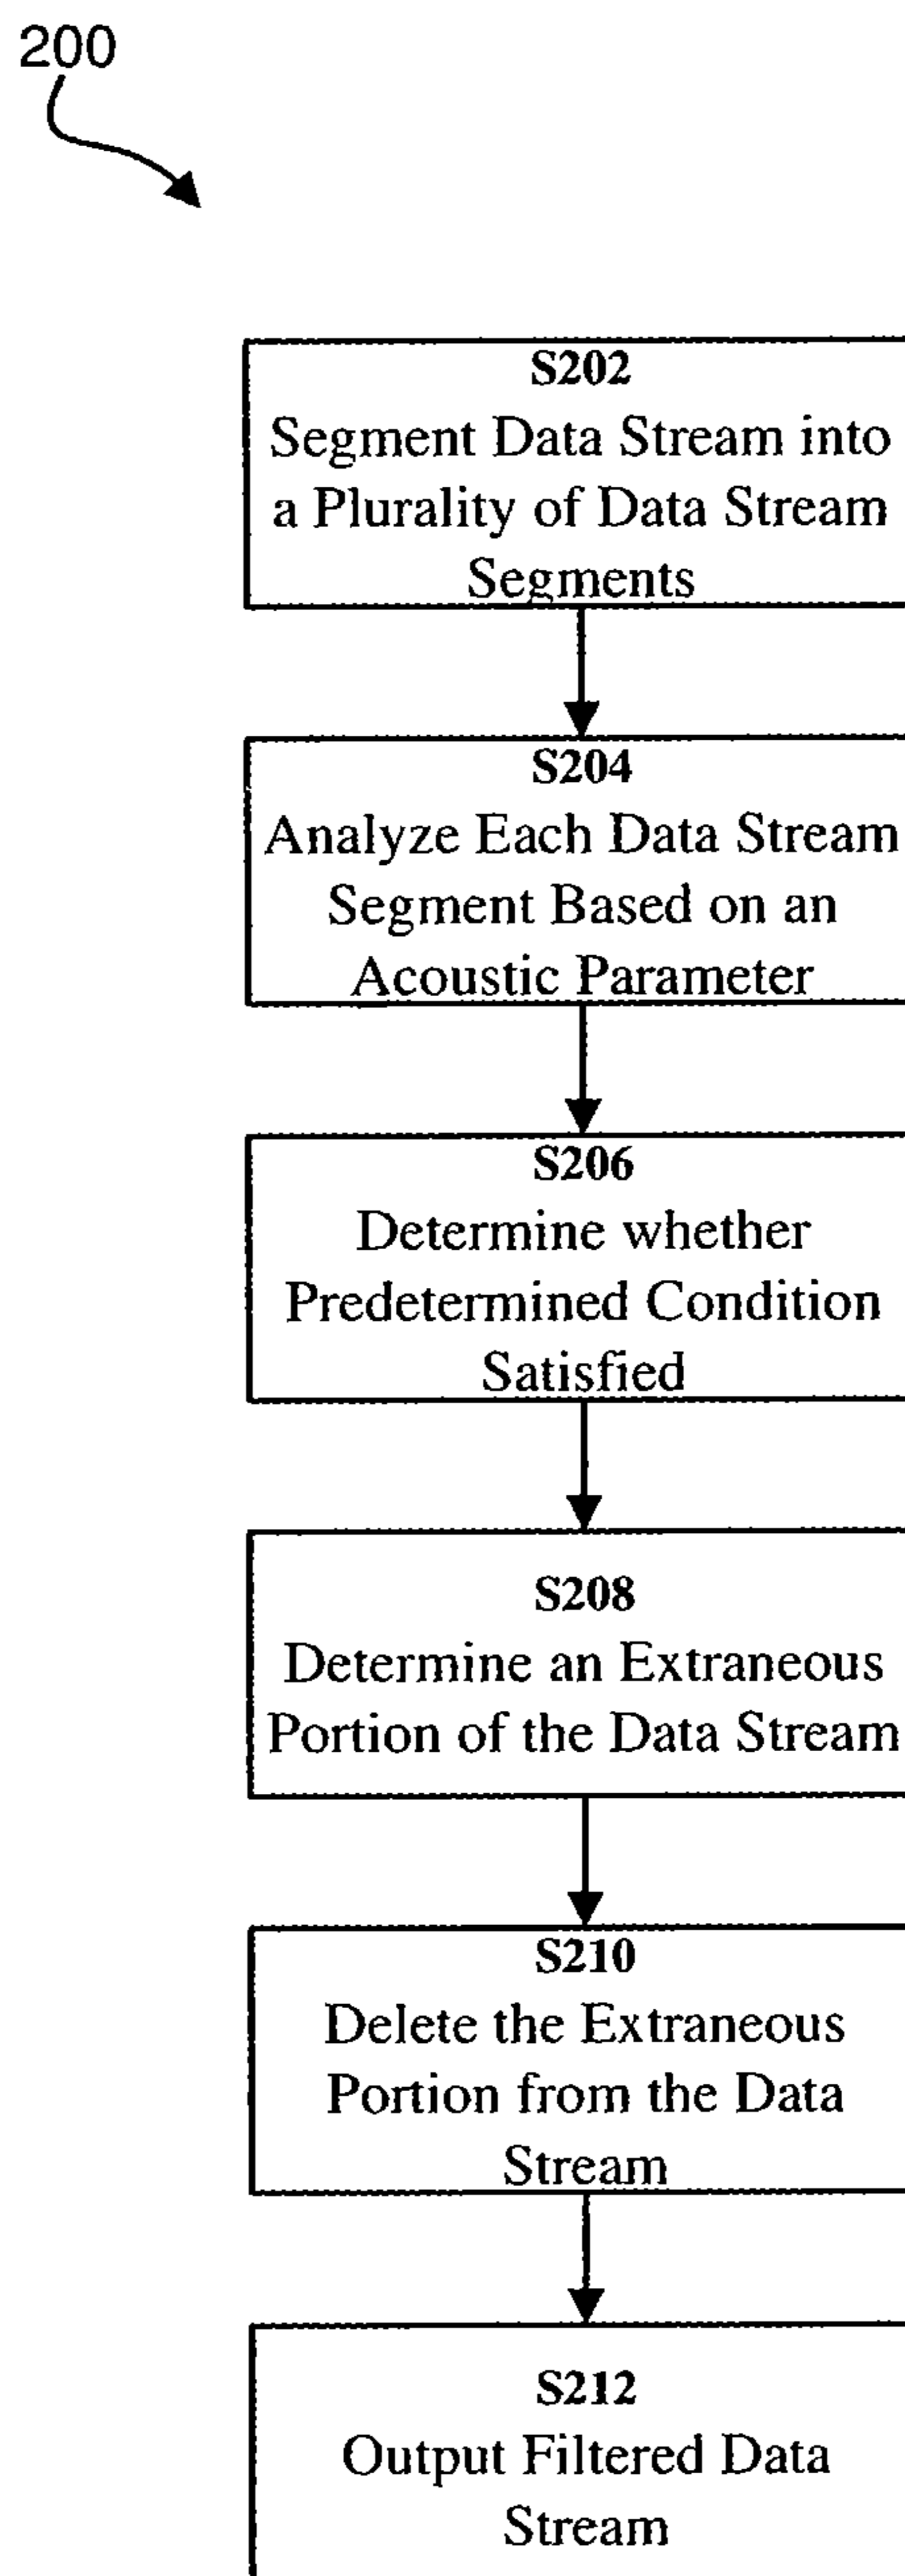 200
S202
Segment Data Stream into
a Plurality of Data Stream
Segments
S204
Analyze Each Data Stream
Segment Based on an
Acoustic Parameter
S206
Determine whether
Predetermined Condition
Satisfied
S208
Determine an Extraneous
Portion of the Data Stream
S210
Delete the Extraneous
Portion from the Data
Stream
S212
Output Filtered Data
Stream